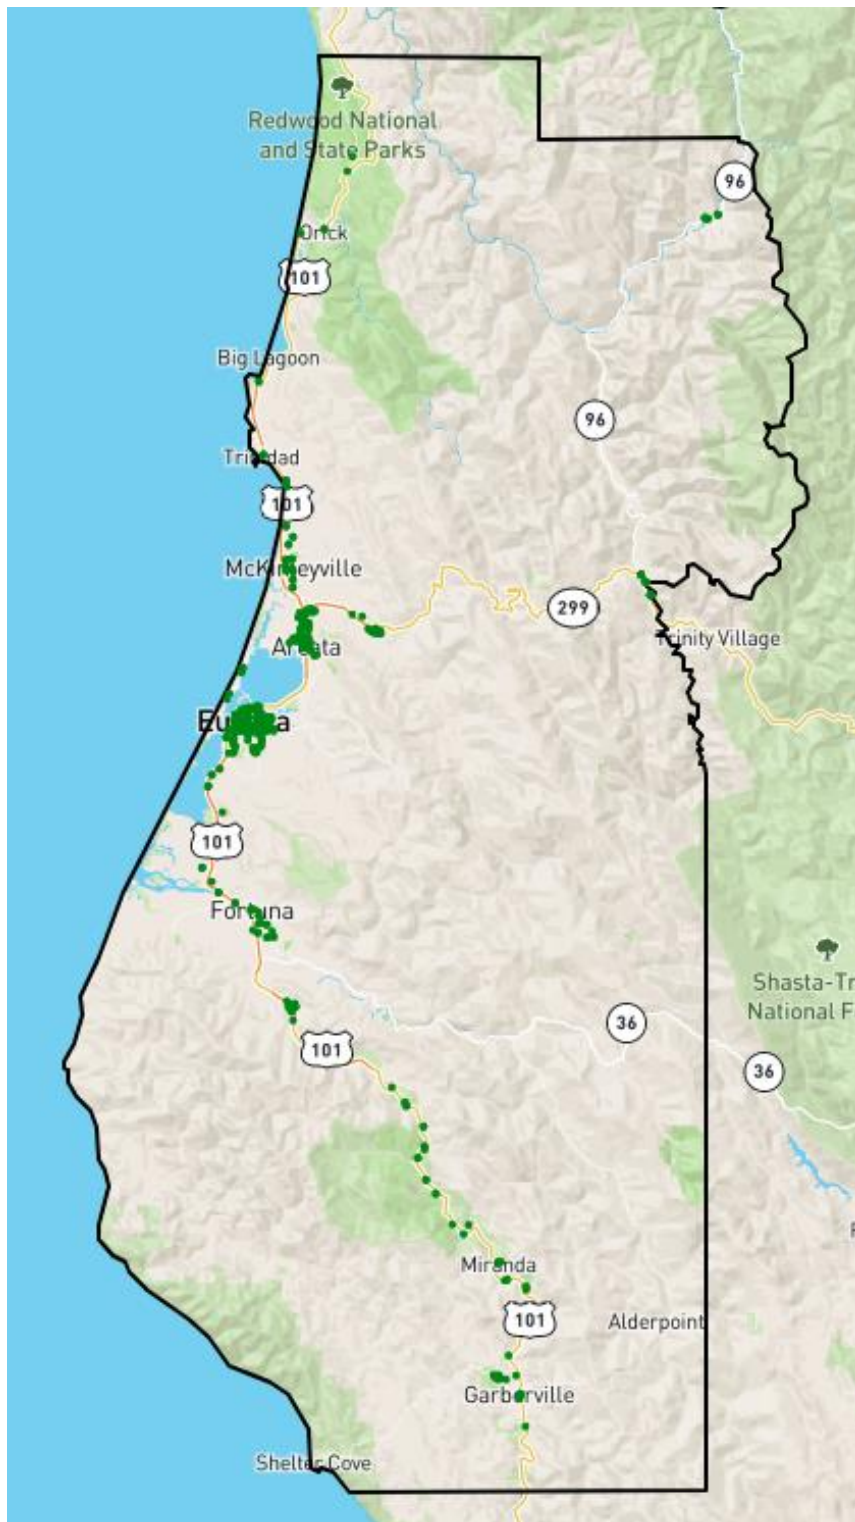 Redwood National
and State Parks
96
Orick
101
Big Lagoon
96
Trinidad
101
McKinleyville
299
Arcata
Trinity Village
Eureka
101
Fortuna
Shasta-Tr
National F
36
101
36
Miranda
101
Alderpoint
Garberville
Shelter Cove